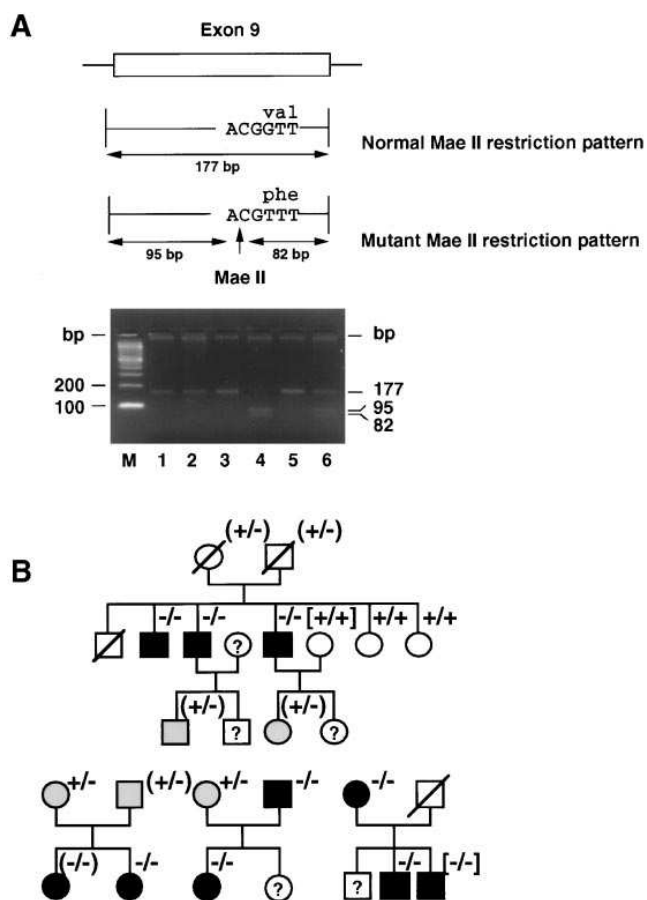 A
Exon 9
val
ACGGTT
Normal Mae II restriction pattern
177 bp
phe
ACGTTT
Mutant Mae II restriction pattern
95 bp
82 bp
Mae II
bp
bp
200
177
100
95
82
M 1 2 3 4 5 6
B
(+/-) (+/-)
-/- -/- -/- [+/+] +/+ +/+
?
(+/-) (+/-)
? ?
+/- (+/-) +/- -/- -/-
(-/-) -/- -/- -/- [-/-]
? ?